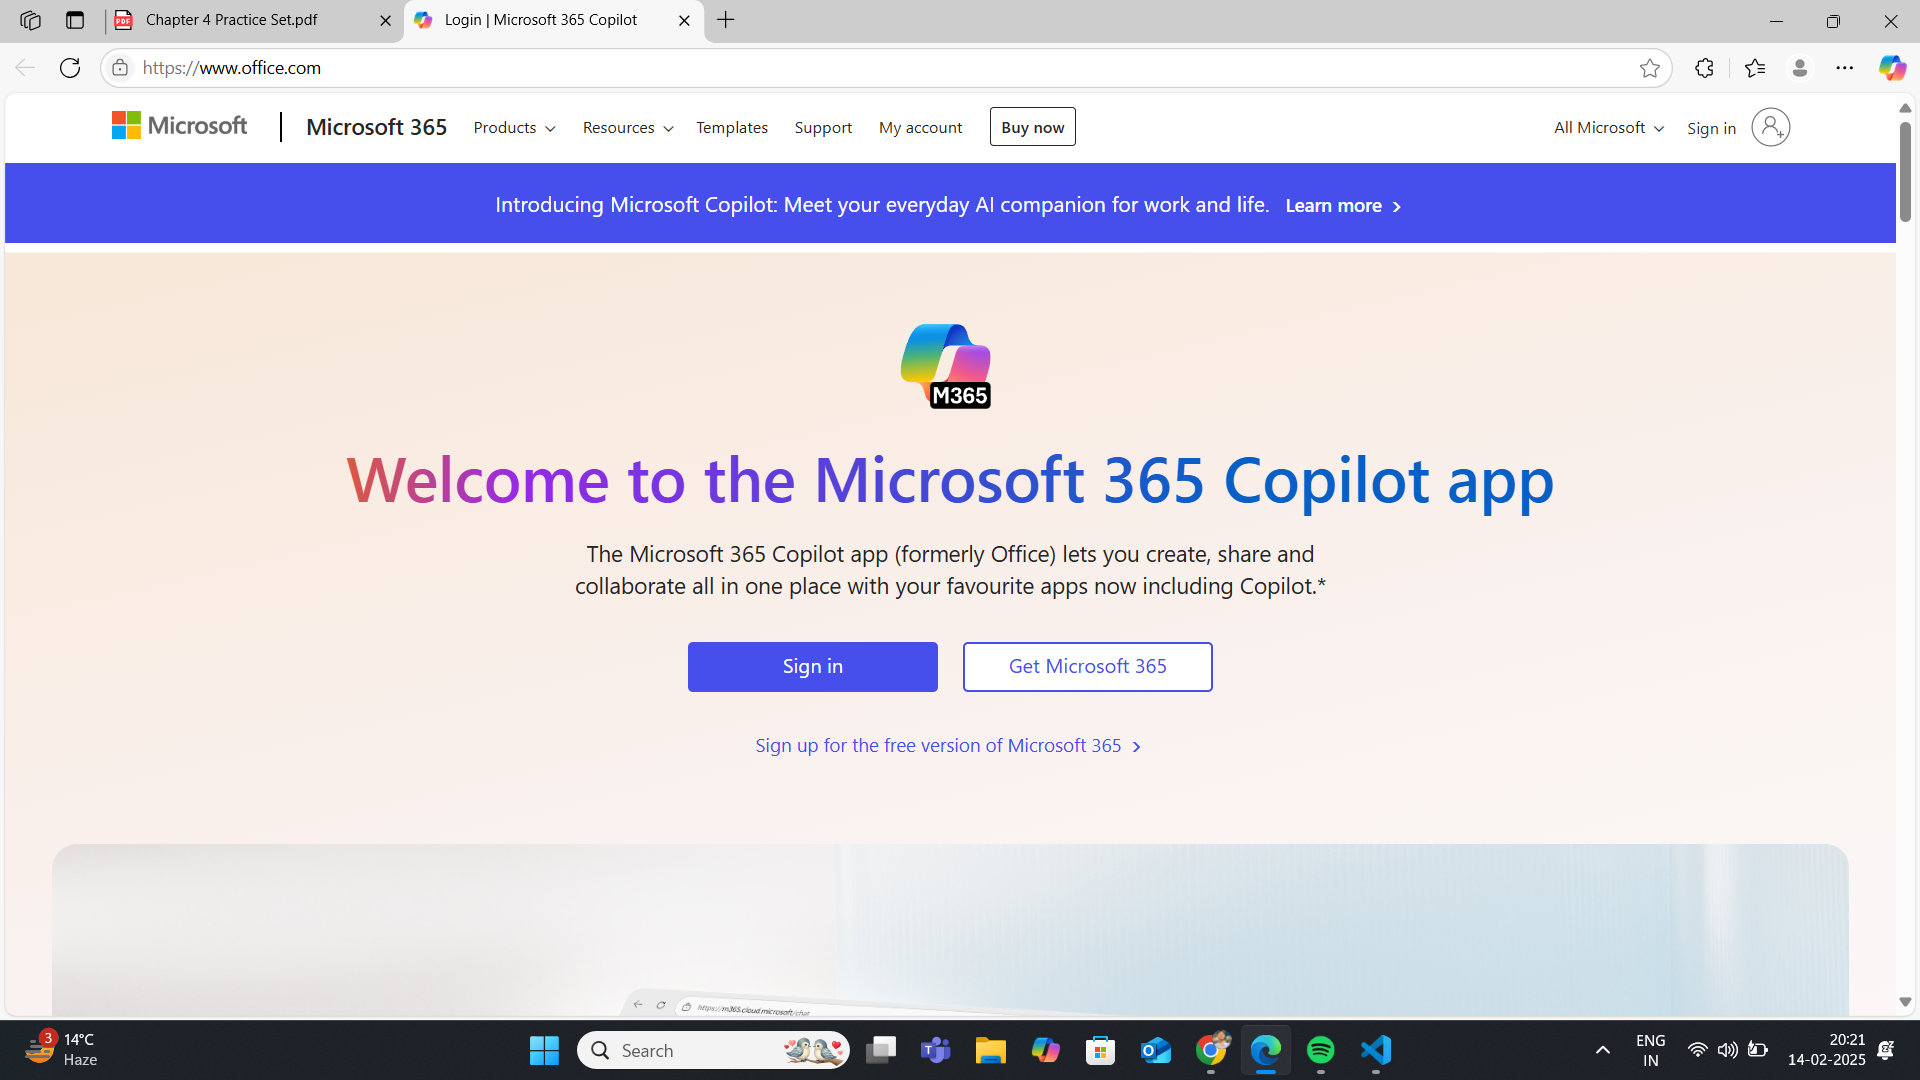 Chapter 4 Practice Set.pdf
Login | Microsoft 365 Copilot
https://www.office.com
Microsoft
Microsoft 365
Products
Resources
Templates
Support
My account
Buy now
All Microsoft
Sign in
Introducing Microsoft Copilot: Meet your everyday AI companion for work and life. Learn more
M365
Welcome to the Microsoft 365 Copilot app
The Microsoft 365 Copilot app (formerly Office) lets you create, share and
collaborate all in one place with your favourite apps now including Copilot.*
Sign in
Get Microsoft 365
Sign up for the free version of Microsoft 365
https://m365.cloud.microsoft/chat
3
14°C
Haze
Search
ENG
IN
20:21
14-02-2025